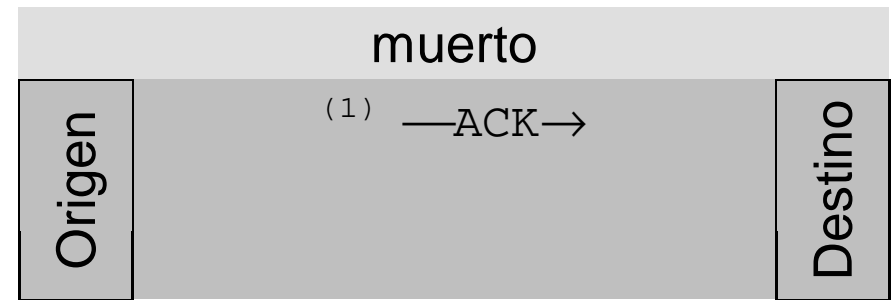 muerto
Origen
(1) —ACK→
Destino